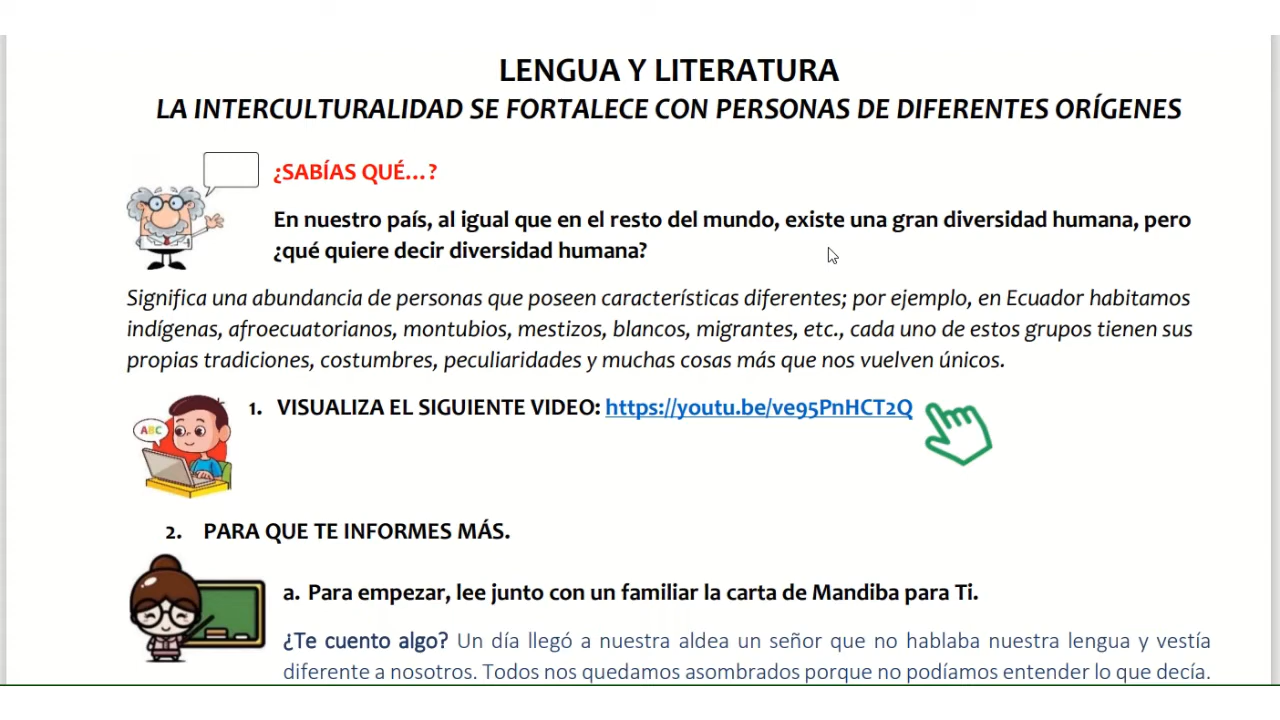 LENGUA Y LITERATURA
LA INTERCULTURALIDAD SE FORTALECE CON PERSONAS DE DIFERENTES ORÍGENES
¿SABÍAS QUÉ...?
En nuestro país, al igual que en el resto del mundo, existe una gran diversidad humana, pero
¿qué quiere decir diversidad humana?
Significa una abundancia de personas que poseen características diferentes; por ejemplo, en Ecuador habitamos
indígenas, afroecuatorianos, montubios, mestizos, blancos, migrantes, etc., cada uno de estos grupos tienen sus
propias tradiciones, costumbres, peculiaridades y muchas cosas más que nos vuelven únicos.
1. VISUALIZA EL SIGUIENTE VIDEO: https://youtu.be/ve95PnHCT2Q
ABC
2. PARA QUE TE INFORMES MÁS.
a. Para empezar, lee junto con un familiar la carta de Mandiba para Ti.
¿Te cuento algo? Un día llegó a nuestra aldea un señor que no hablaba nuestra lengua y vestía
diferente a nosotros. Todos nos quedamos asombrados porque no podíamos entender lo que decía.